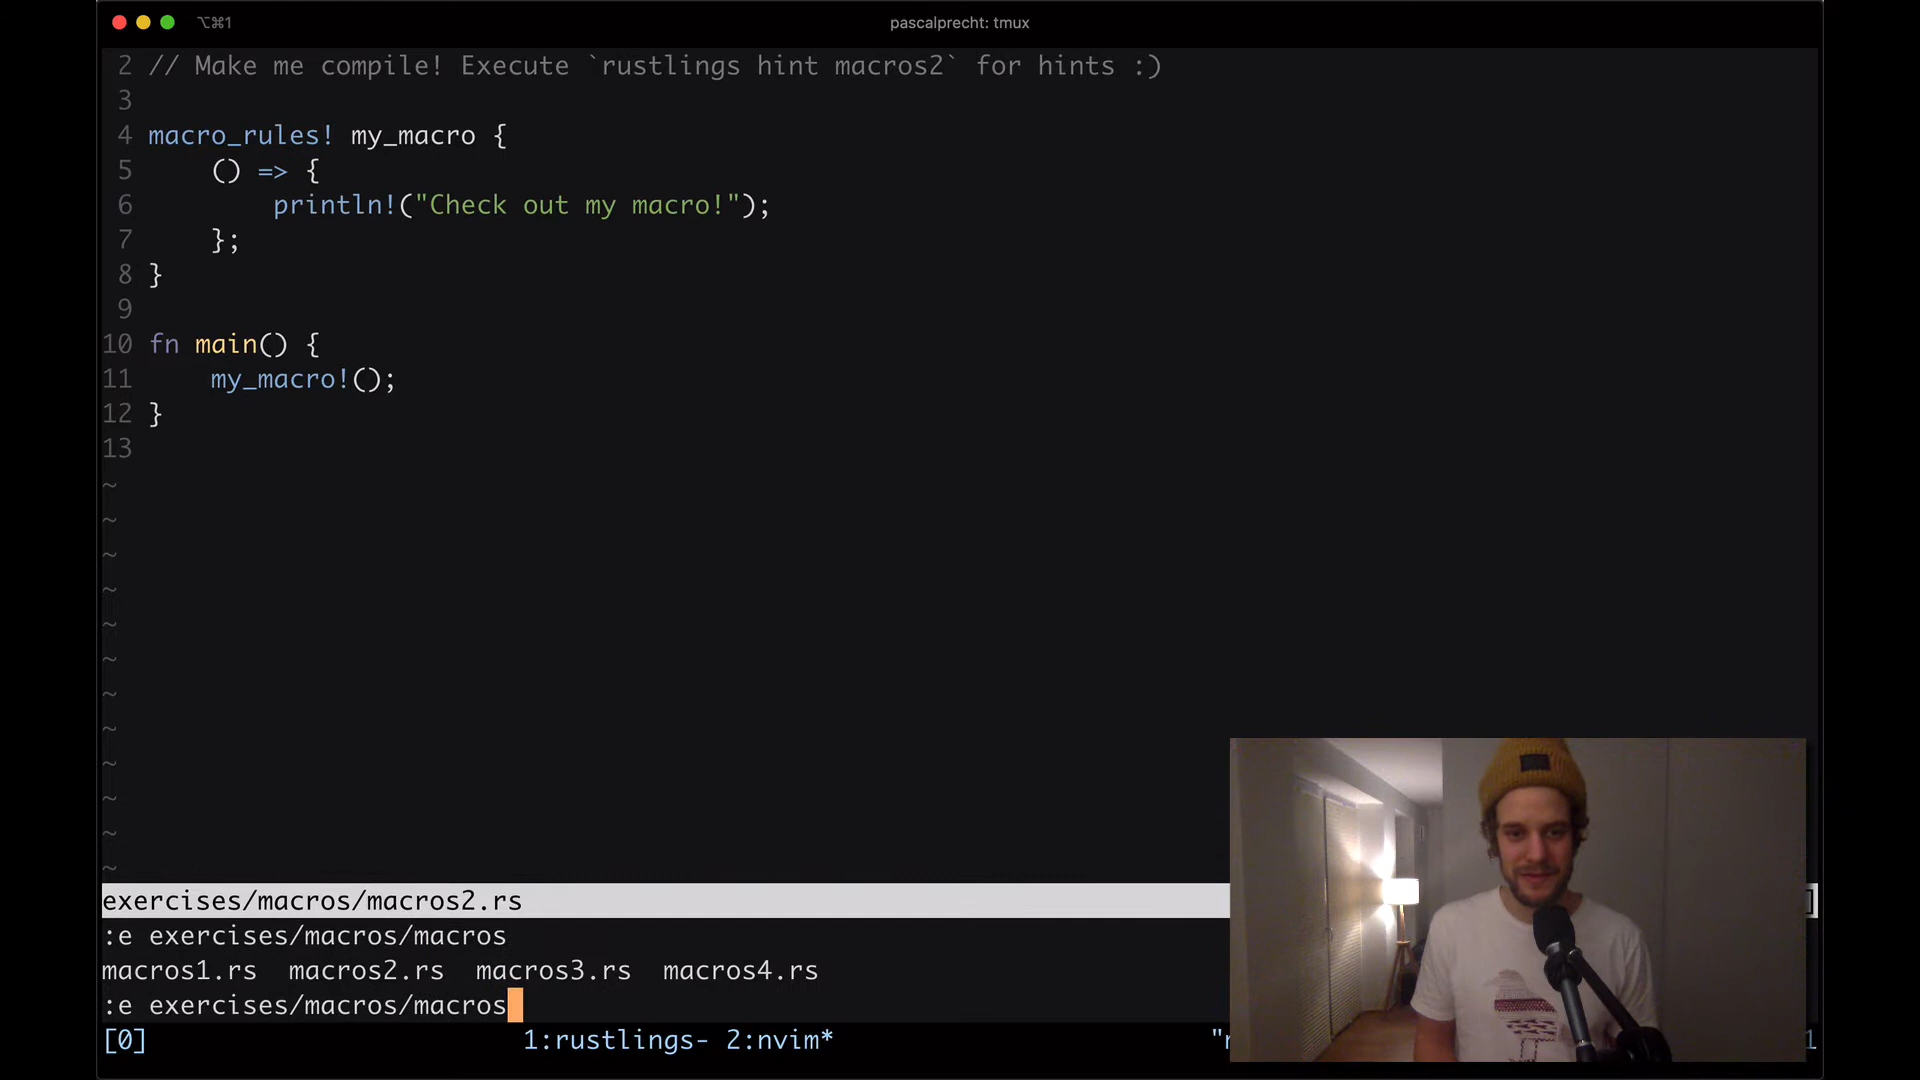 ⌥⌘1
pascalprecht: tmux
2 // Make me compile! Execute `rustlings hint macros2` for hints :)
3
4 macro_rules! my_macro {
5     () => {
6         println!("Check out my macro!");
7     };
8 }
9
10 fn main() {
11     my_macro!();
12 }
13
~
~
~
~
~
~
~
~
~
~
~
~
exercises/macros/macros2.rs
:e exercises/macros/macros
macros1.rs  macros2.rs  macros3.rs  macros4.rs
:e exercises/macros/macros
[0] 1:rustlings- 2:nvim*